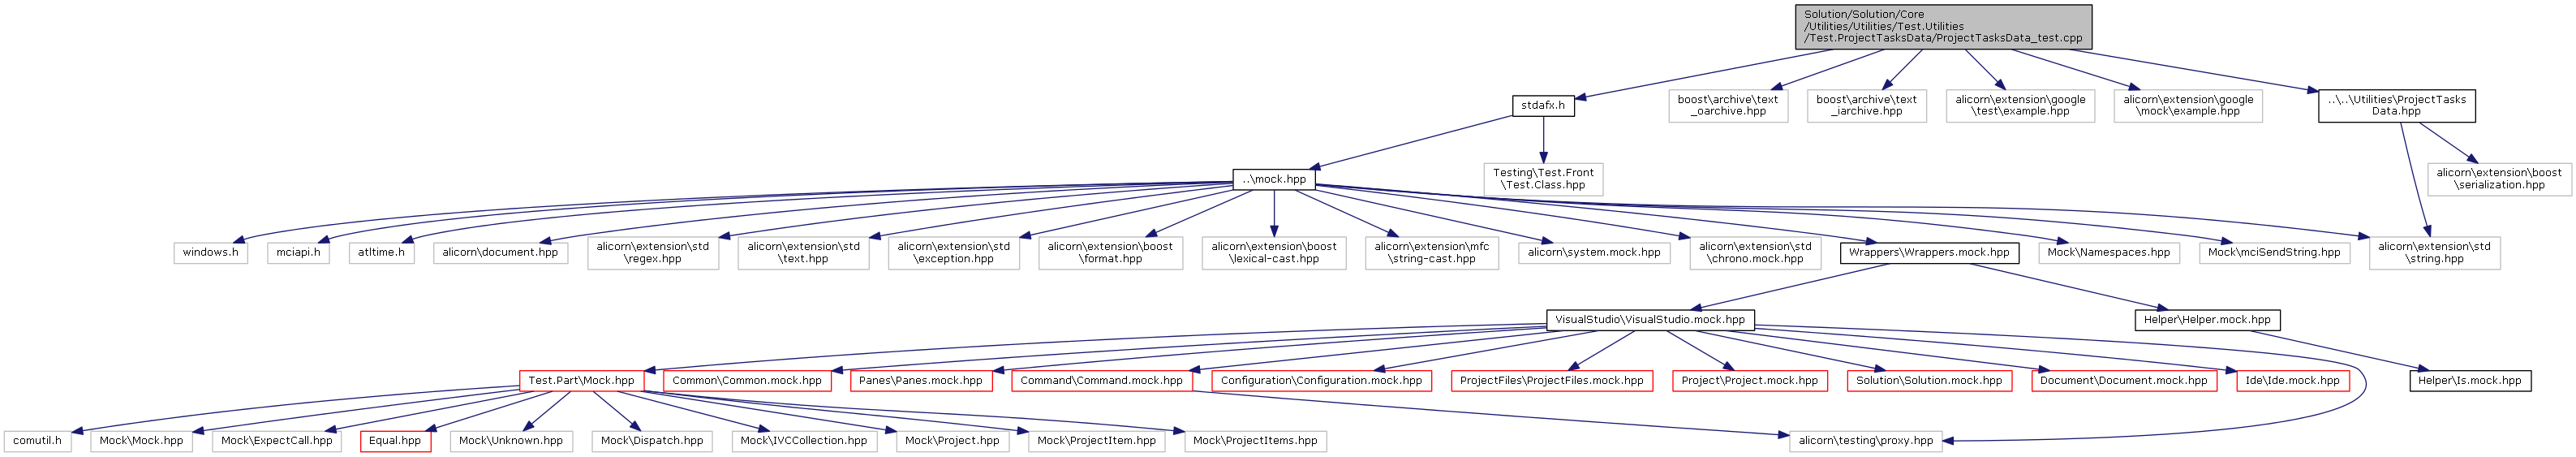 Solution/Solution/Core
/Utilities/Utilities/Test.Utilities
/Test.ProjectTasksData/ProjectTasksData_test.cpp
stdafx.h
boost\archive\text
_oarchive.hpp
boost\archive\text
_iarchive.hpp
alicorn\extension\google
\test\example.hpp
alicorn\extension\google
\mock\example.hpp
..\..\Utilities\ProjectTasks
Data.hpp
..\mock.hpp
Testing\Test.Front
\Test.Class.hpp
alicorn\extension\boost
\serialization.hpp
windows.h
mciapi.h
atltime.h
alicorn\document.hpp
alicorn\extension\std
\regex.hpp
alicorn\extension\std
\text.hpp
alicorn\extension\std
\exception.hpp
alicorn\extension\boost
\format.hpp
alicorn\extension\boost
\lexical-cast.hpp
alicorn\extension\mfc
\string-cast.hpp
alicorn\system.mock.hpp
alicorn\extension\std
\chrono.mock.hpp
Wrappers\Wrappers.mock.hpp
Mock\Namespaces.hpp
Mock\mciSendString.hpp
alicorn\extension\std
\string.hpp
VisualStudio\VisualStudio.mock.hpp
Helper\Helper.mock.hpp
Test.Part\Mock.hpp
Common\Common.mock.hpp
Panes\Panes.mock.hpp
Command\Command.mock.hpp
Configuration\Configuration.mock.hpp
ProjectFiles\ProjectFiles.mock.hpp
Project\Project.mock.hpp
Solution\Solution.mock.hpp
Document\Document.mock.hpp
Ide\Ide.mock.hpp
Helper\Is.mock.hpp
comutil.h
Mock\Mock.hpp
Mock\ExpectCall.hpp
Equal.hpp
Mock\Unknown.hpp
Mock\Dispatch.hpp
Mock\IVCCollection.hpp
Mock\Project.hpp
Mock\ProjectItem.hpp
Mock\ProjectItems.hpp
alicorn\testing\proxy.hpp